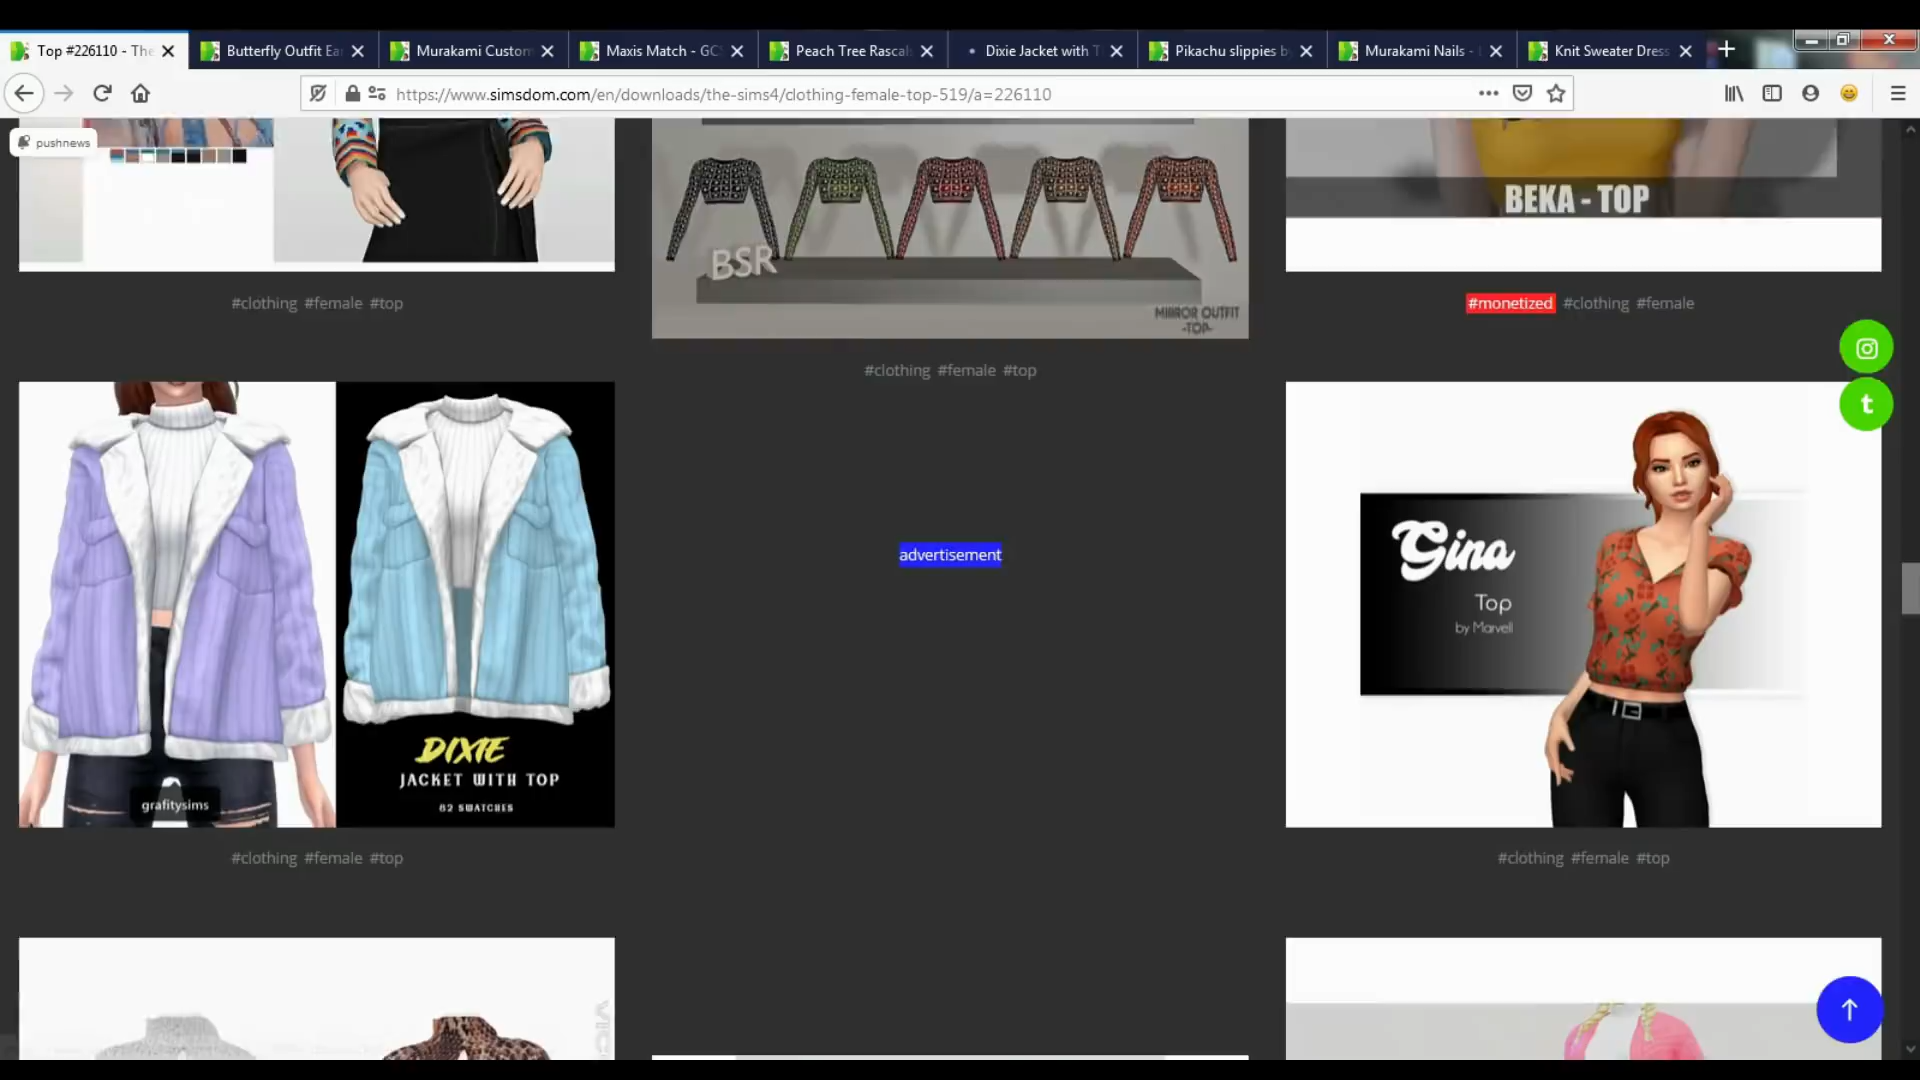 Top #226110 - The
Butterfly Outfit Ea
Murakami Custom
Maxis Match - GC
Peach Tree Rascal
Dixie Jacket with T
Pikachu slippies b
Murakami Nails -
Knit Sweater Dress
https://www.simsdom.com/en/downloads/the-sims4/clothing-female-top-519/a=226110
pushnews
BSR
MIRROR OUTFIT
-TOP-
BEKA - TOP
#clothing #female #top
#clothing #female #top
#monetized #clothing #female
DIXIE
JACKET WITH TOP
82 SWATCHES
grafitysims
advertisement
Gina
Top
by Marvell
t
#clothing #female #top
#clothing #female #top